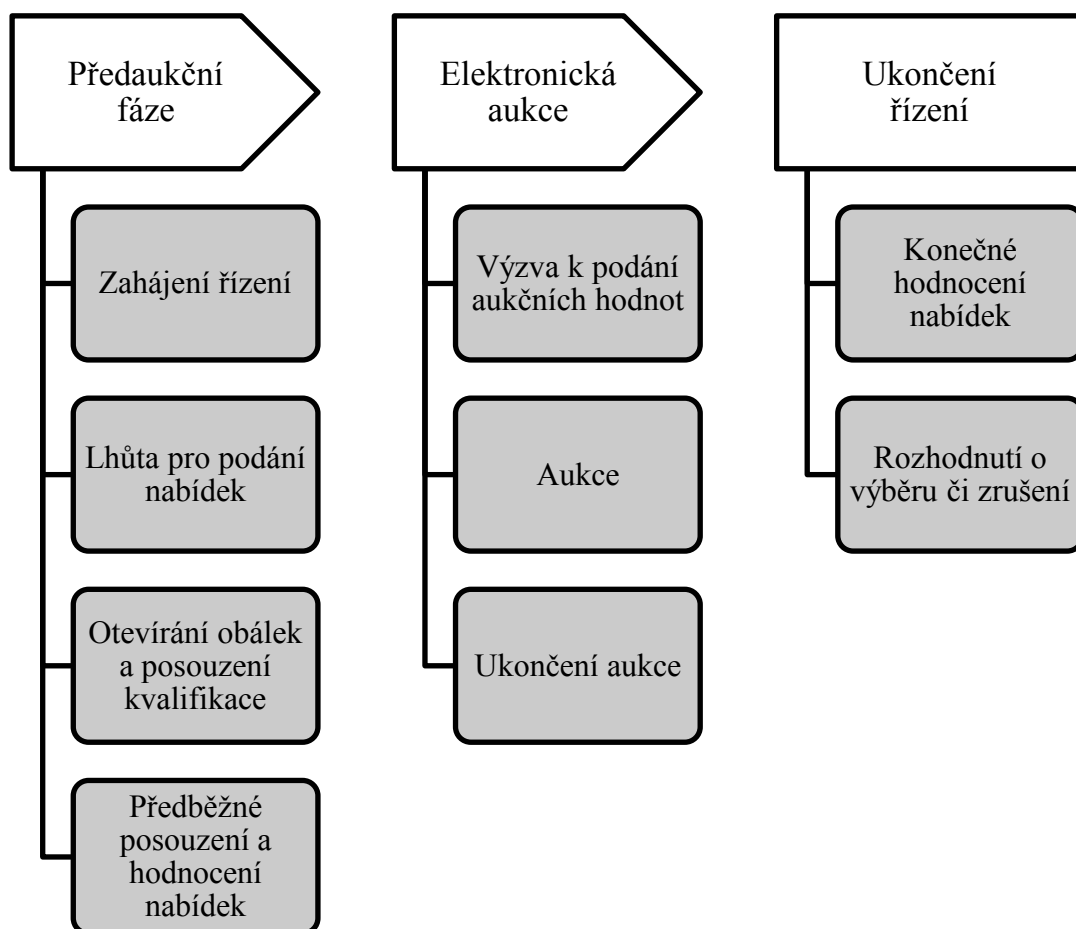 Předaukční
fáze
Zahájení řízení
Lhůta pro podání
nabídek
Otevírání obálek
a posouzení
kvalifikace
Předběžné
posouzení a
hodnocení
nabídek
Elektronická
aukce
Výzva k podání
aukčních hodnot
Aukce
Ukončení aukce
Ukončení
řízení
Konečné
hodnocení
nabídek
Rozhodnutí o
výběru či zrušení